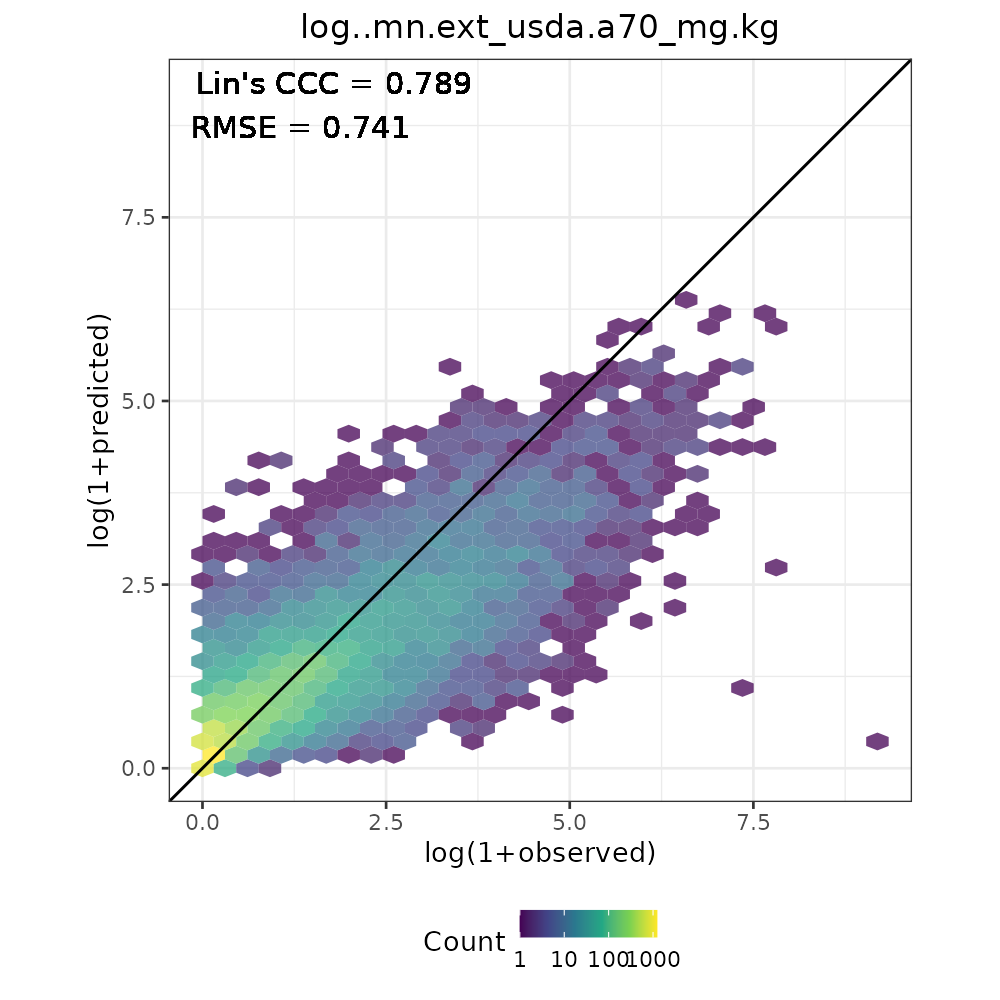 log..mn.ext_usda.a70_mg.kg
Lin's CCC = 0.789
RMSE = 0.741
log(1+predicted)
7.5
5.0
2.5
0.0
0.0 2.5 5.0 7.5
log(1+observed)
Count
1 10 100 1000